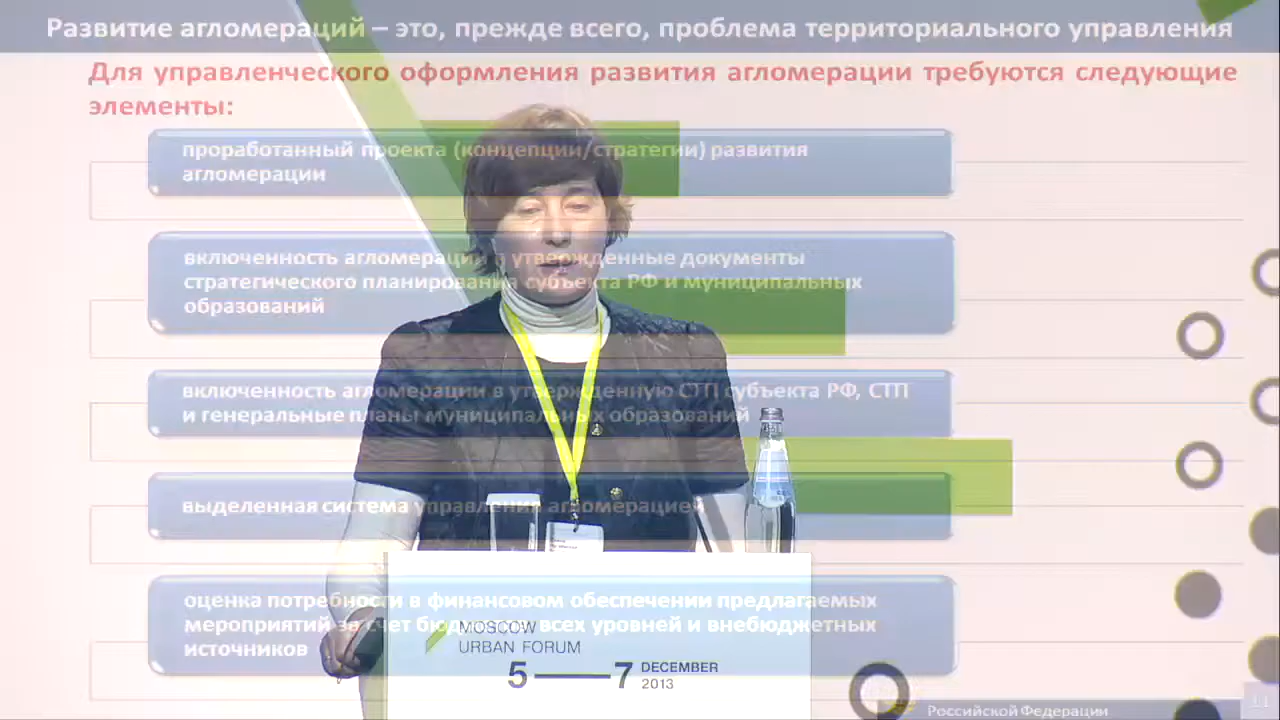 Развитие агломераций – это, прежде всего, проблема территориального управления
Для управленческого оформления развития агломерации требуются следующие
элементы:
проработанный проекта (концепции/стратегии) развития
агломерации
включенность агломерации в утвержденные документы
стратегического планирования субъекта РФ и муниципальных
образований
включенность агломерации в утвержденную СТП субъекта РФ, СТП
и генеральные планы муниципальных образований
выделенная система управления агломерацией
оценка потребности в финансовом обеспечении предлагаемых
мероприятий за счет бюджетов всех уровней и внебюджетных
источников
MOSCOW
URBAN FORUM
5 — 7 DECEMBER
2013
Российской Федерации
11